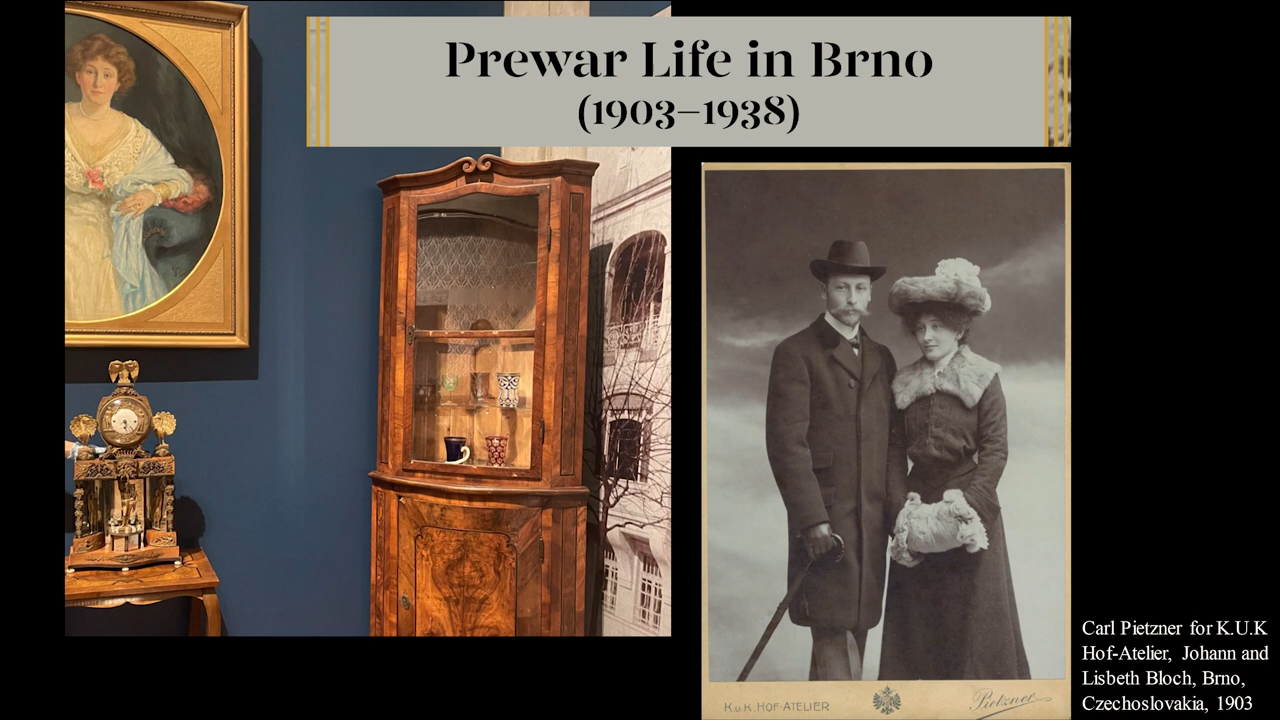 Prewar Life in Brno
(1903–1938)
K.u.K. HOF-ATELIER
Pietzner
Carl Pietzner for K.U.K
Hof-Atelier, Johann and
Lisbeth Bloch, Brno,
Czechoslovakia, 1903